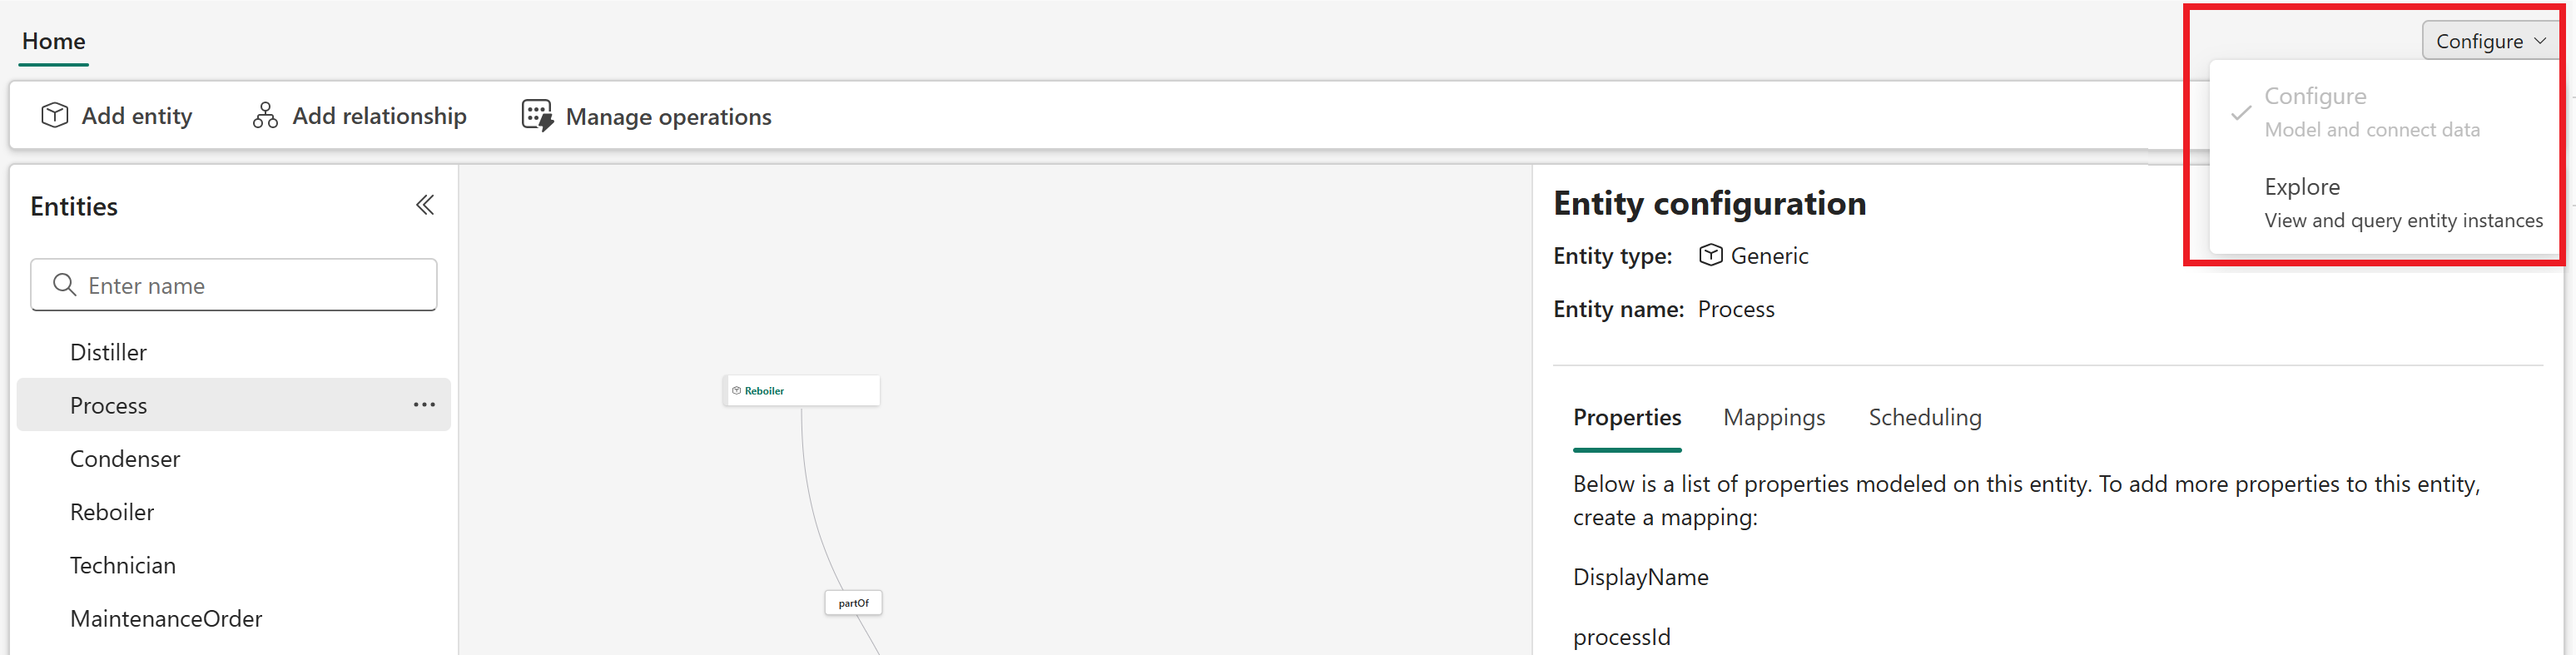 Home
Configure
Configure
Model and connect data
Explore
View and query entity instances
Add entity
Add relationship
Manage operations
Entities
Enter name
Distiller
Process
Condenser
Reboiler
Technician
MaintenanceOrder
Reboiler
partOf
Entity configuration
Entity type: Generic
Entity name: Process
Properties
Mappings
Scheduling
Below is a list of properties modeled on this entity. To add more properties to this entity,
create a mapping:
DisplayName
processId